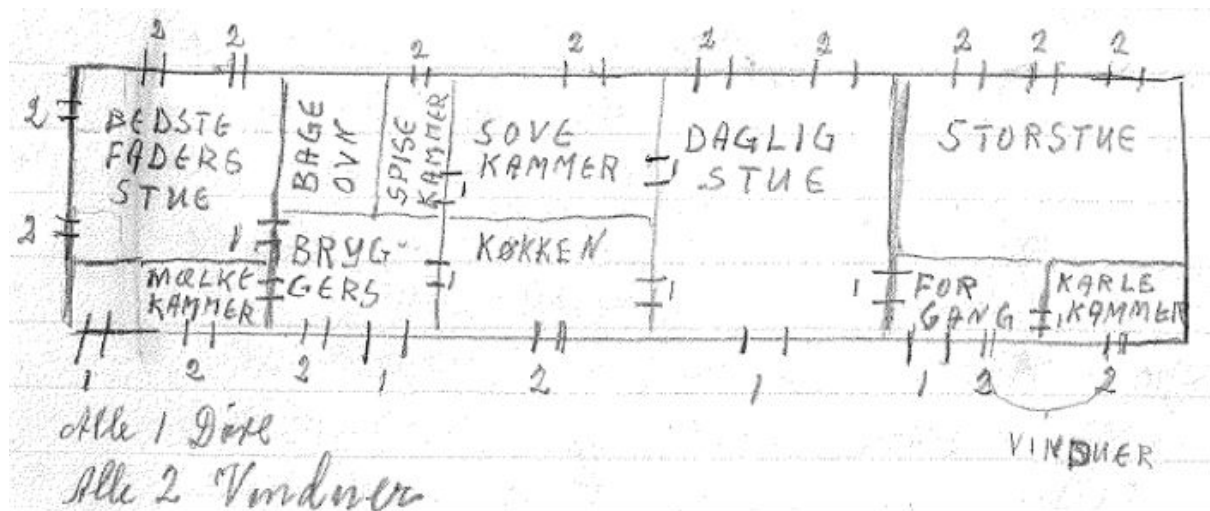 2 2 2 2 2 2 2 2 2
2
BEDSTE
FADERS
STUE
2
1
BAGE
OVN
SPISE
KAMMER
1
SOVE
KAMMER
1
DAGLIG
STUE
STORSTUE
MÆLKE
KAMMER
BRYG-
GERS
1
KØKKEN
1
1
FOR
GANG
1
KARLE
KAMMER
1 2 2 1 2 1 1 2 2
VINDUER
Alle 1 Döre
Alle 2 Vinduer